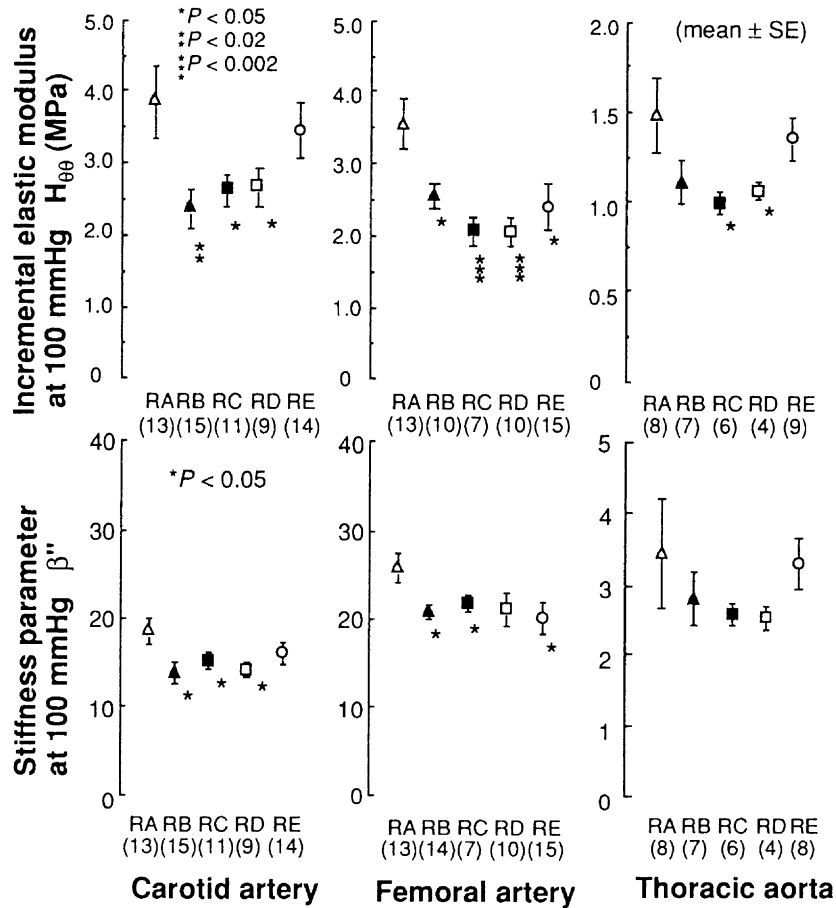 Incremental elastic modulus
at 100 mmHg Hθθ (MPa)
5.0
4.0
3.0
2.0
1.0
0
*P < 0.05
**P < 0.02
***P < 0.002
RA RB RC RD RE
(13)(15)(11)(9) (14)
5.0
4.0
3.0
2.0
1.0
0
RA RB RC RD RE
(13)(10)(7) (10)(15)
2.0
1.5
1.0
0.5
0
(mean ± SE)
RA RB RC RD RE
(8) (7) (6) (4) (9)
Stiffness parameter
at 100 mmHg β"
40
30
20
10
0
*P < 0.05
RA RB RC RD RE
(13)(15)(11)(9) (14)
Carotid artery
40
30
20
10
0
RA RB RC RD RE
(13)(14)(7) (10)(15)
Femoral artery
5
4
3
2
1
0
RA RB RC RD RE
(8) (7) (6) (4)(8)
Thoracic aorta